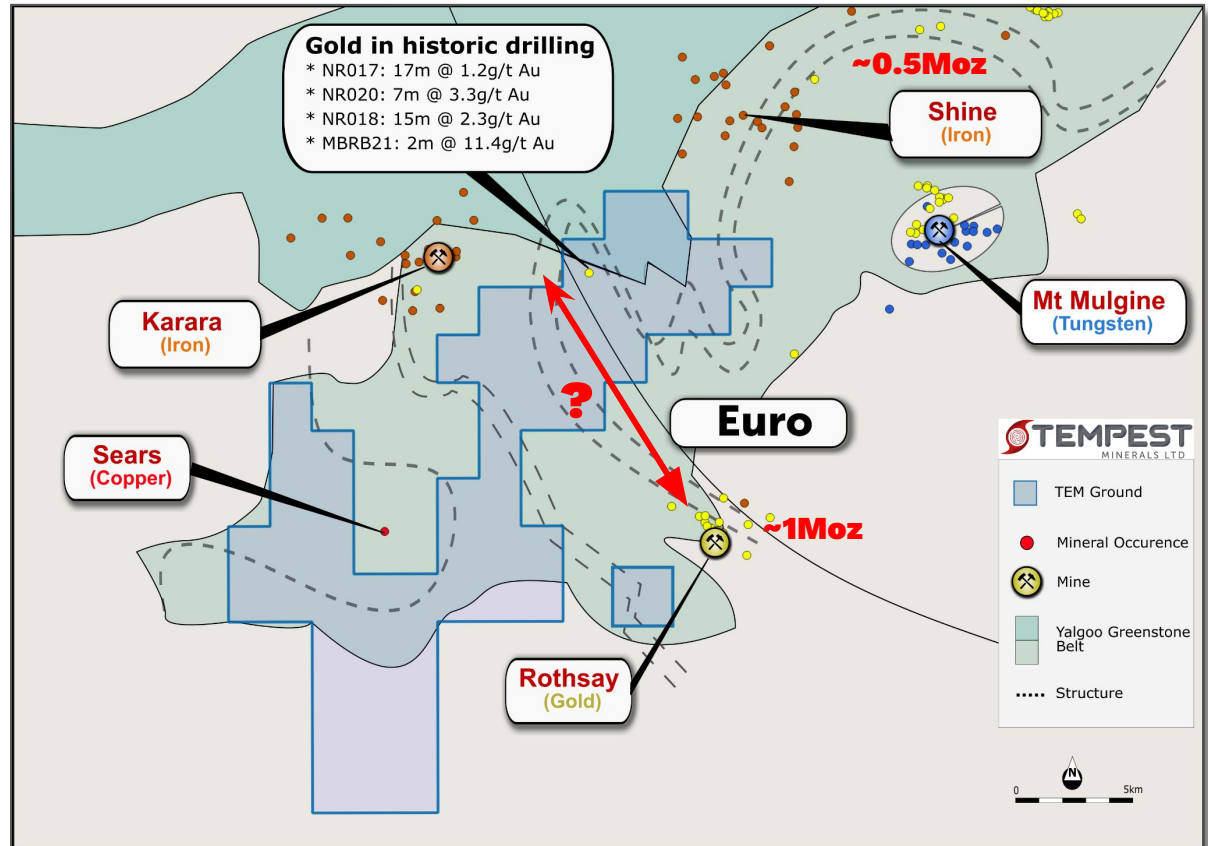 Gold in historic drilling
* NR017: 17m @ 1.2g/t Au
* NR020: 7m @ 3.3g/t Au
* NR018: 15m @ 2.3g/t Au
* MBRB21: 2m @ 11.4g/t Au
~0.5Moz
Shine
(Iron)
Karara
(Iron)
Mt Mulgine
(Tungsten)
?
Euro
Sears
(Copper)
~1Moz
Rothsay
(Gold)
TEMPEST
MINERALS LTD
TEM Ground
Mineral Occurence
Mine
Yalgoo Greenstone
Belt
Structure
N
0 5km